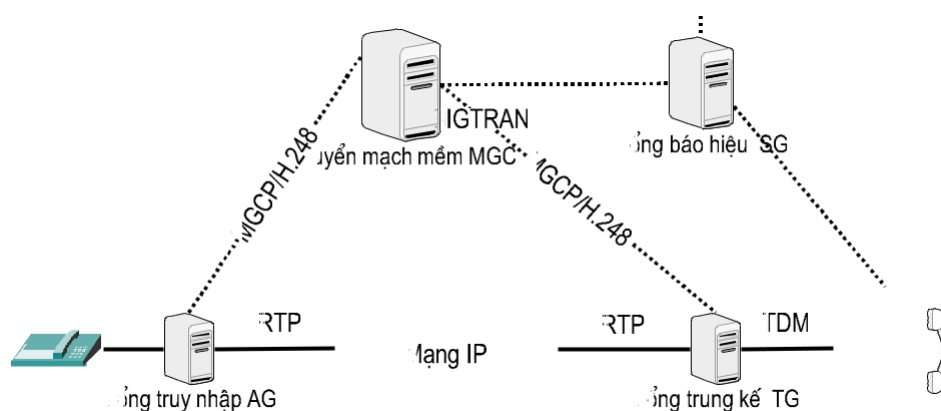 IGTRAN
uyển mạch mềm MGC
ổng báo hiệu SG
MGCP/H.248
MGCP/H.248
RTP
RTP
TDM
Mạng IP
ổng truy nhập AG
ổng trung kế TG